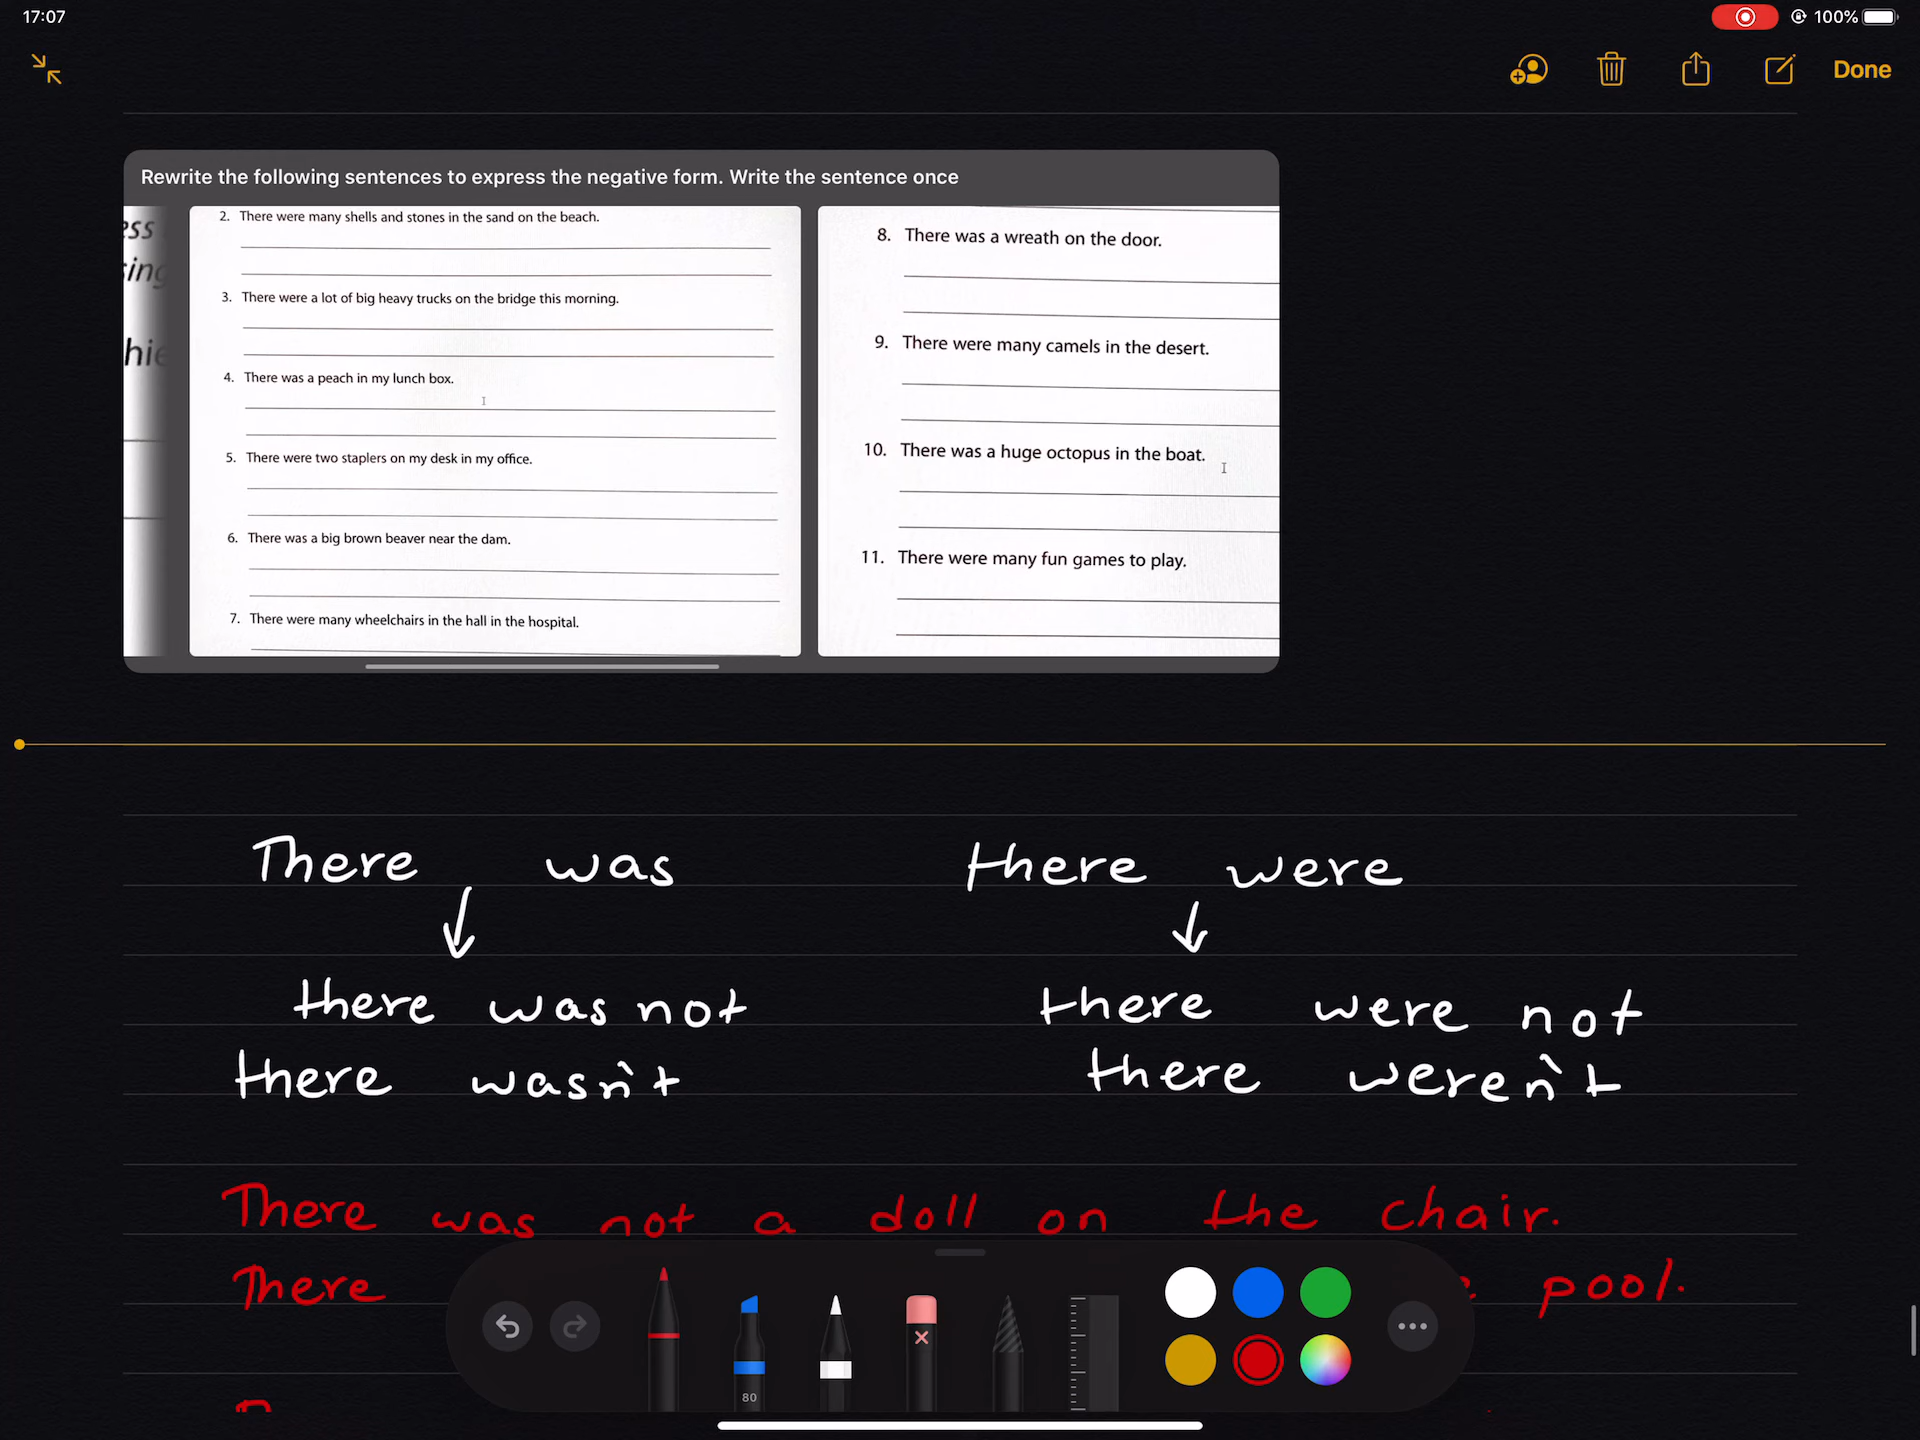 17:07
100%
Done
Rewrite the following sentences to express the negative form. Write the sentence once
2. There were many shells and stones in the sand on the beach.
3. There were a lot of big heavy trucks on the bridge this morning.
4. There was a peach in my lunch box.
5. There were two staplers on my desk in my office.
6. There was a big brown beaver near the dam.
7. There were many wheelchairs in the hall in the hospital.
8. There was a wreath on the door.
9. There were many camels in the desert.
10. There was a huge octopus in the boat.
11. There were many fun games to play.
There was
there were
there was not
there were not
there wasn't
there weren't
There was not a doll on the chair.
There pool.
80